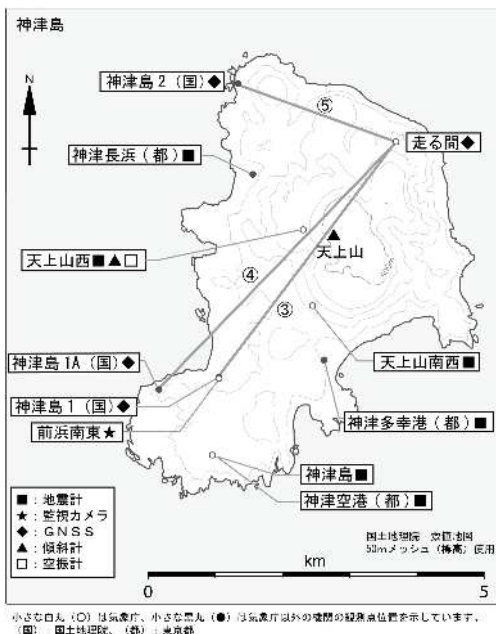 神津島
N
神津島2（国）◆
⑤
走る間◆
神津長浜（都）■
天上山西■▲□
天上山
④
③
神津島1A（国）◆
天上山南西■
神津島1（国）◆
前浜南東★
神津多幸港（都）■
神津島■
神津空港（都）■
■：地震計
★：監視カメラ
◆：GNSS
▲：傾斜計
□：空振計
国土地理院 数値地図
50mメッシュ（標高）使用
km
0 5
小さな白丸（○）は気象庁、小さな黒丸（●）は気象庁以外の機関の観測点位置を示しています。
（国）：国土地理院、（都）：東京都